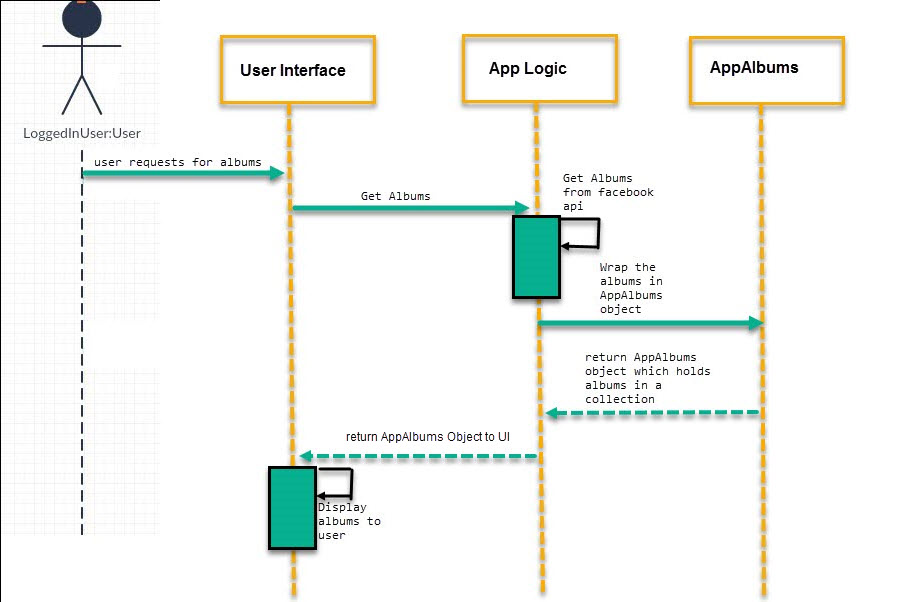 User Interface
App Logic
AppAlbums
LoggedInUser:User
user requests for albums
Get Albums
Get Albums
from facebook
api
Wrap the
albums in
AppAlbums
object
return AppAlbums
object which holds
albums in a
collection
return AppAlbums Object to UI
Display
albums to
user